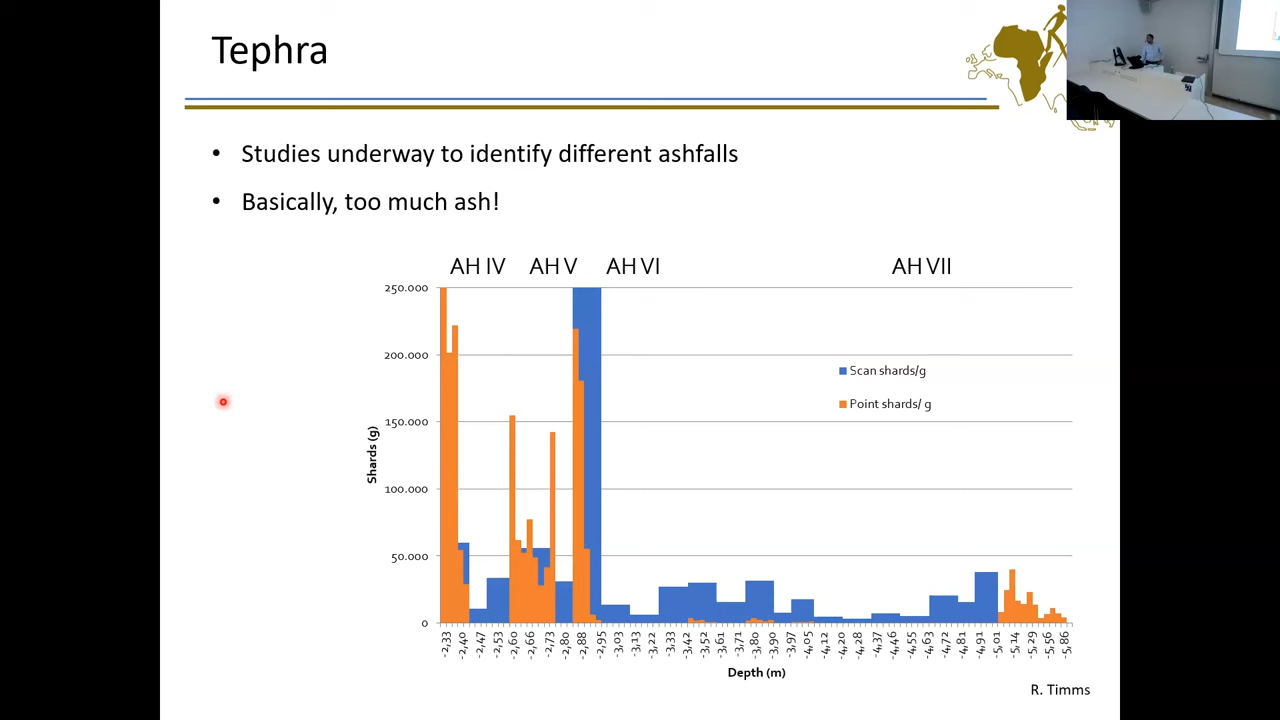 Tephra
• Studies underway to identify different ashfalls
• Basically, too much ash!
AH IV AH V AH VI AH VII
250.000
200.000
150.000
100.000
50.000
0
Shards (g)
Scan shards/g
Point shards/ g
-2,33 -2,40 -2,47 -2,53 -2,60 -2,66 -2,73 -2,80 -2,88 -2,95 -3,03 -3,13 -3,22 -3,33 -3,42 -3,52 -3,61 -3,71 -3,80 -3,90 -3,97 -4,05 -4,12 -4,20 -4,28 -4,37 -4,46 -4,55 -4,63 -4,72 -4,81 -4,91 -5,01 -5,14 -5,29 -5,56 -5,86
Depth (m)
R. Timms